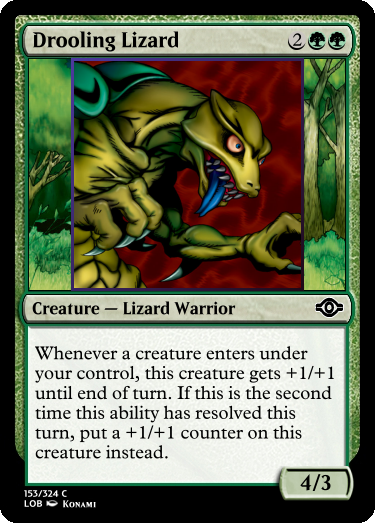 Drooling Lizard 2
Creature — Lizard Warrior
Whenever a creature enters under
your control, this creature gets +1/+1
until end of turn. If this is the second
time this ability has resolved this
turn, put a +1/+1 counter on this
creature instead.
4/3
153/324 C
LOB Konami